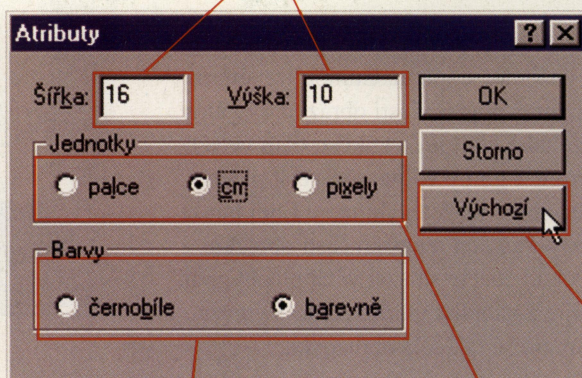 Atributy
Šířka: 16 Výška: 10 OK
Jednotky Storno
palce cm pixely Výchozí
Barvy
černobíle barevně